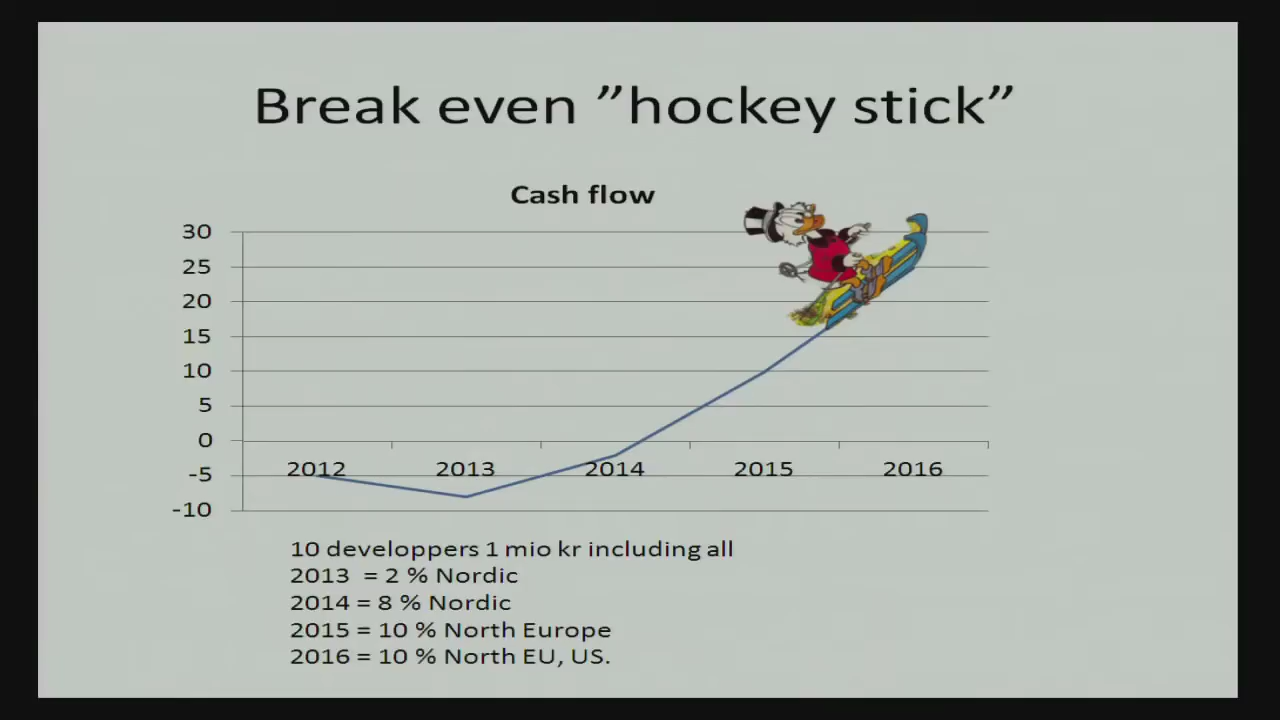 Break even ”hockey stick”
Cash flow
30
25
20
15
10
5
0
-5
-10
2012 2013 2014 2015 2016
10 developpers 1 mio kr including all
2013 = 2 % Nordic
2014 = 8 % Nordic
2015 = 10 % North Europe
2016 = 10 % North EU, US.